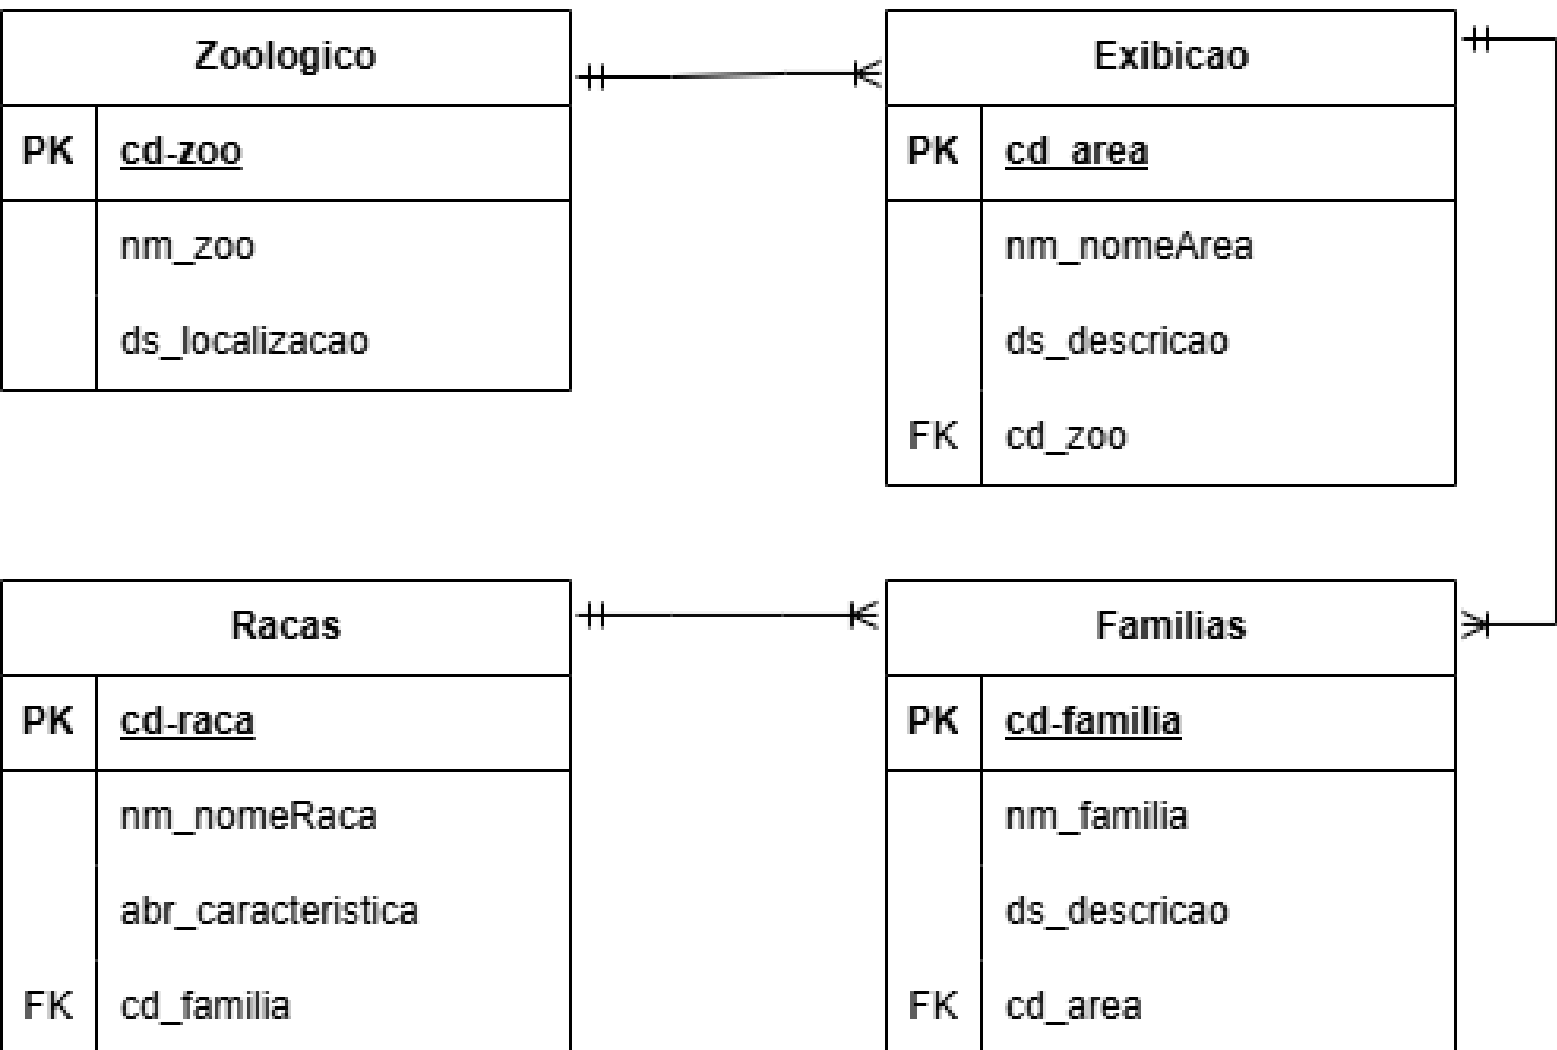 Zoologico
PK cd-zoo
nm_zoo
ds_localizacao
Exibicao
PK cd_area
nm_nomeArea
ds_descricao
FK cd_zoo
Racas
PK cd-raca
nm_nomeRaca
abr_caracteristica
FK cd_familia
Familias
PK cd-familia
nm_familia
ds_descricao
FK cd_area